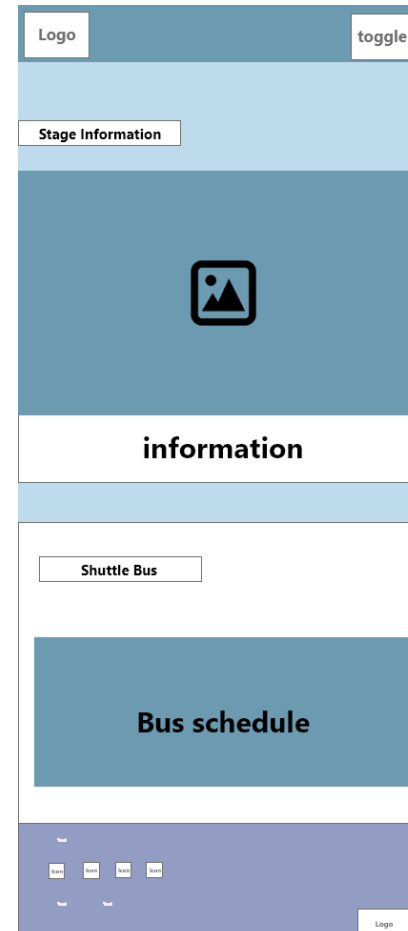 Logo
toggle
Stage Information
information
Shuttle Bus
Bus schedule
Text
Icon Icon Icon Icon
Text Text
Logo